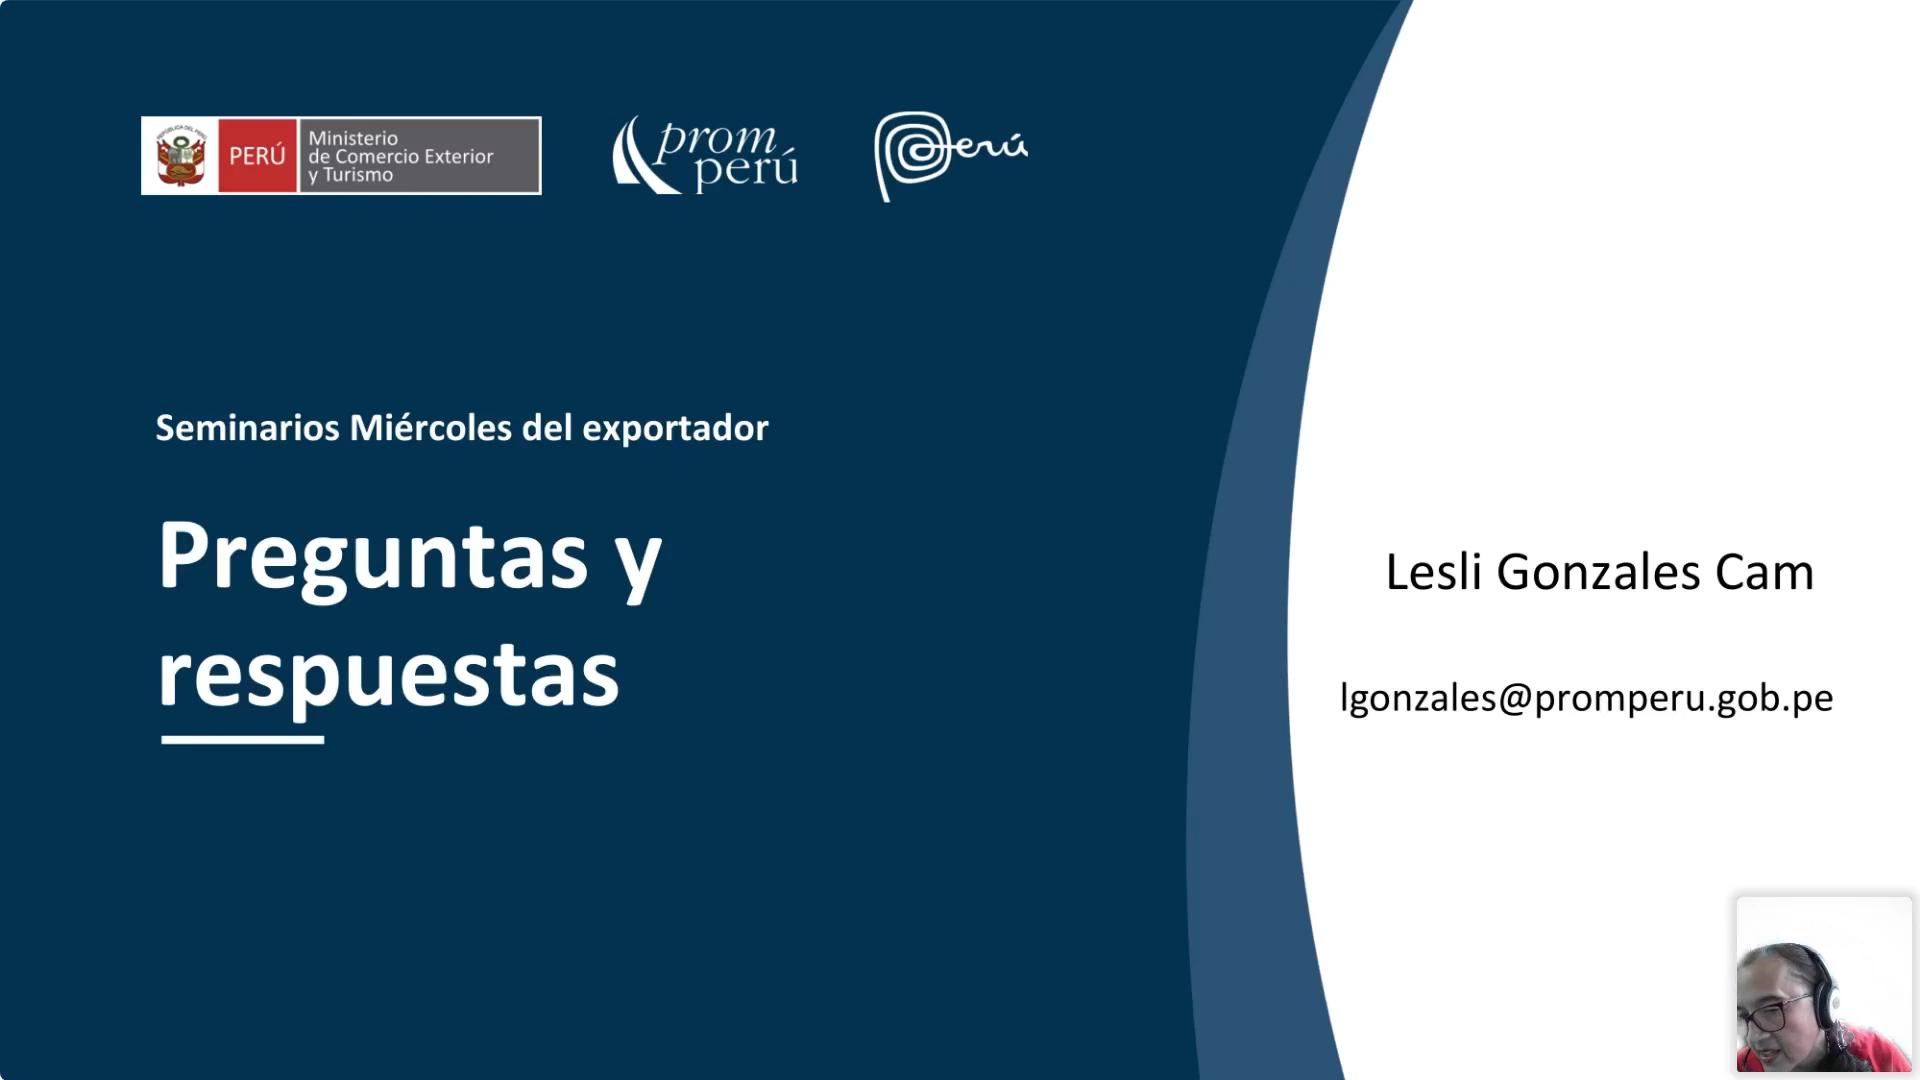 PERÚ
Ministerio
de Comercio Exterior
y Turismo
prom
perú
Perú
Seminarios Miércoles del exportador
Preguntas y
respuestas
Lesli Gonzales Cam
lgonzales@promperu.gob.pe